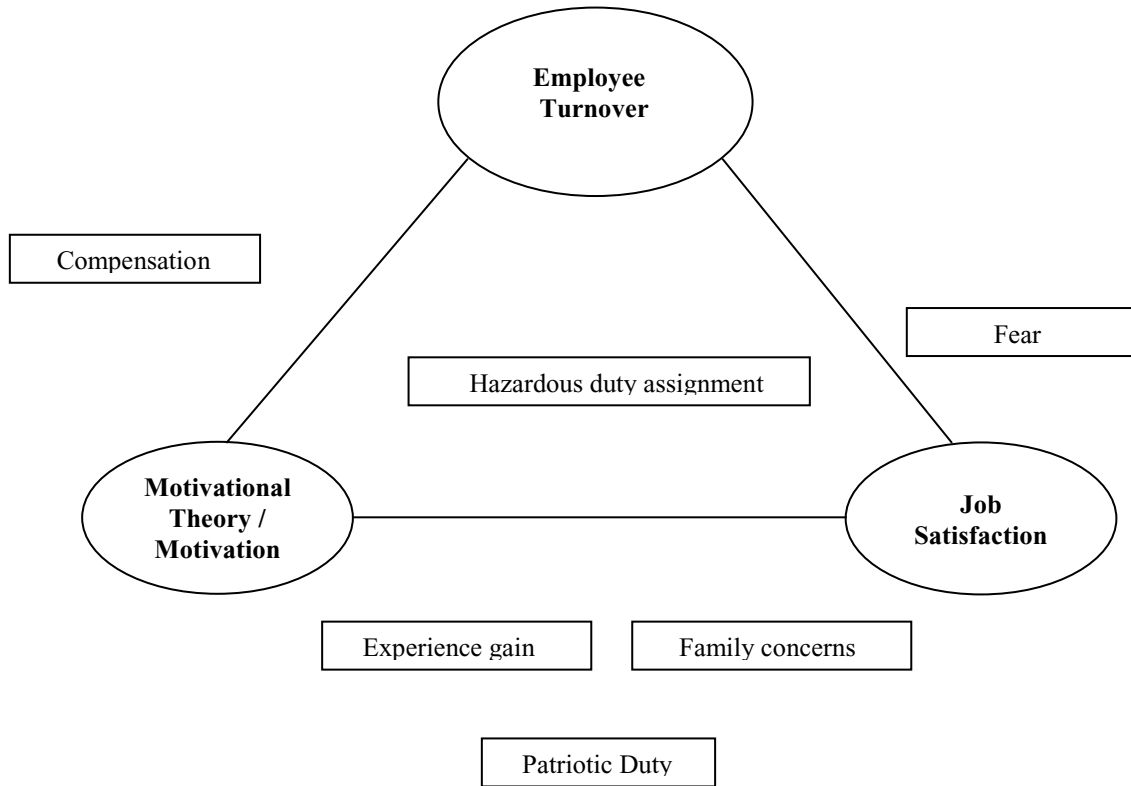 Employee
Turnover
Compensation
Fear
Hazardous duty assignment
Motivational
Theory /
Motivation
Job
Satisfaction
Experience gain
Family concerns
Patriotic Duty